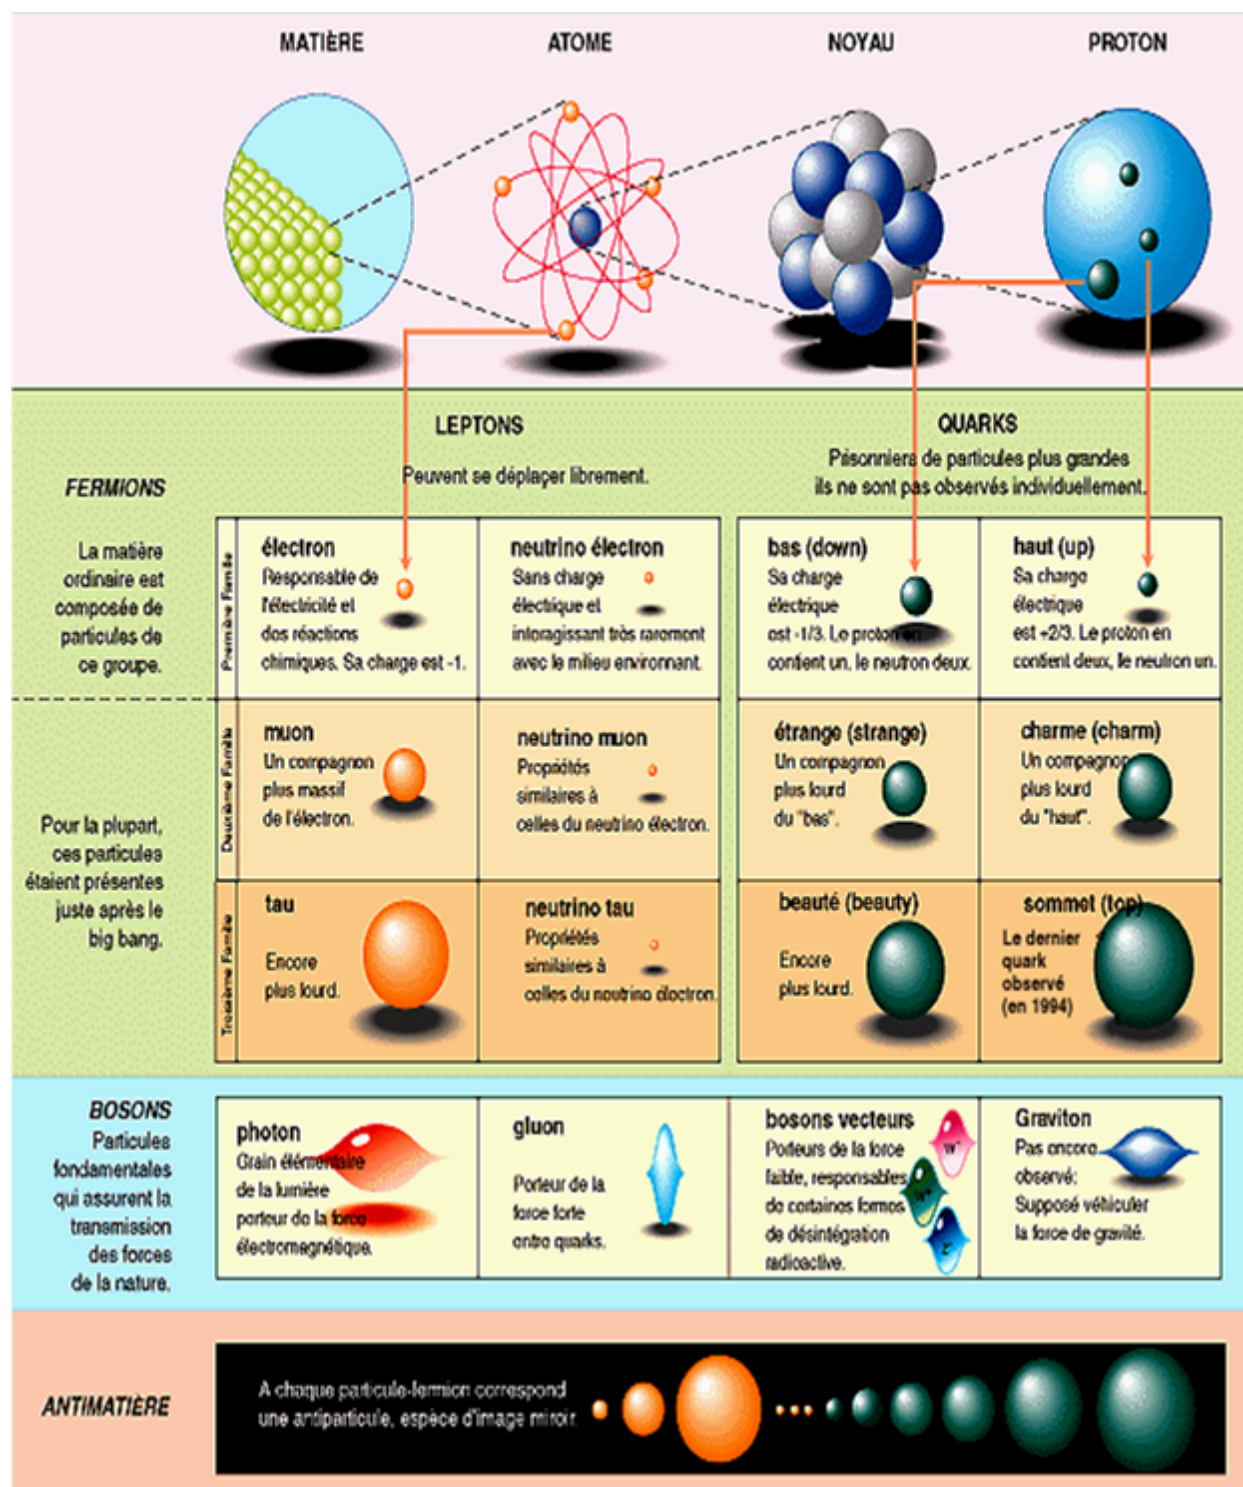 MATIÈRE
ATOME
NOYAU
PROTON
LEPTONS
Peuvent se déplaçer librement.
QUARKS
Prisonniers de particules plus grandes
ils ne sont pas observés individuellement.
FERMIONS
La matière
ordinaire est
composée de
particules de
ce groupe.
Pour la plupart,
ces particules
étaient présentes
juste après le
big bang.
Première Famille
électron
Responsable de
l'électricité et
des réactions
chimiques. Sa charge est -1.
neutrino électron
Sans charge
électrique et
interagissant très rarement
avec le milieu environnant.
bas (down)
Sa charge
électrique
est -1/3. Le proton en
contient un, le neutron deux.
haut (up)
Sa charge
électrique
est +2/3. Le proton en
contient deux, le neutron un.
Deuxième Famille
muon
Un compagnon
plus massif
de l'électron.
neutrino muon
Propriétés
similaires à
celles du neutrino électron.
étrange (strange)
Un compagnon
plus lourd
du "bas".
charme (charm)
Un compagnon
plus lourd
du "haut".
Troisième Famille
tau
Encore
plus lourd.
neutrino tau
Propriétés
similaires à
celles du neutrino électron.
beauté (beauty)
Encore
plus lourd.
sommet (top)
Le dernier
quark
observé
(en 1994)
BOSONS
Particules
fondamentales
qui assurent la
transmission
des forces
de la nature.
photon
Grain élémentaire
de la lumière
porteur de la force
électromagnétique.
gluon
Porteur de la
force forte
entre quarks.
bosons vecteurs
Porteurs de la force
faible, responsables
de certaines formes
de désintégration
radioactive.
W⁻
W⁺
Z⁰
Graviton
Pas encore
observé:
Supposé véhiculer
la force de gravité.
ANTIMATIÈRE
A chaque particule-fermion correspond
une antiparticule, espèce d'image miroir.